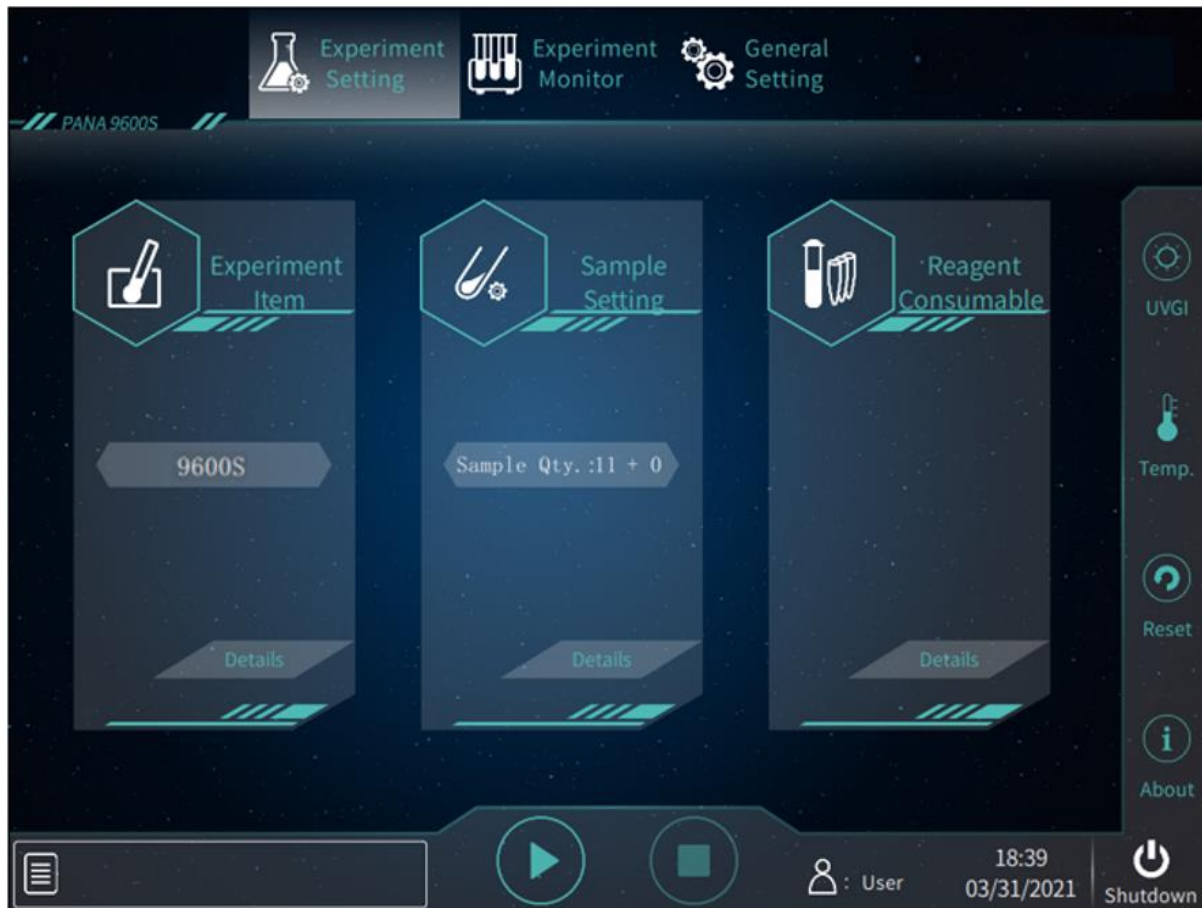 Experiment
Setting
Experiment
Monitor
General
Setting
PANA 9600S
Experiment
Item
Sample
Setting
Reagent
Consumable
UVGI
9600S
Sample Qty.:11 + 0
Temp.
Reset
Details
Details
Details
About
: User
18:39
03/31/2021
Shutdown